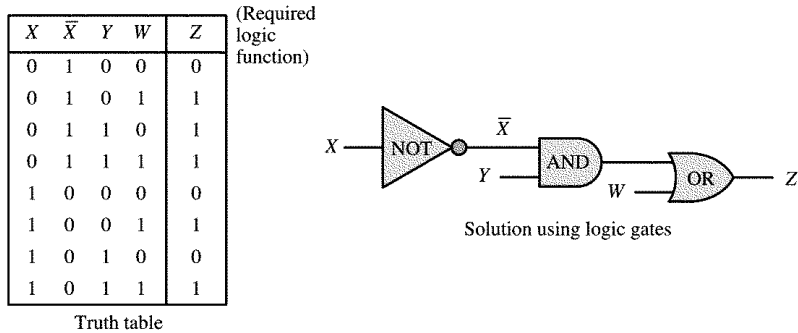 X X̅ Y W Z
(Required
logic
function)
0 1 0 0 0
0 1 0 1 1
0 1 1 0 1
0 1 1 1 1
1 0 0 0 0
1 0 0 1 1
1 0 1 0 0
1 0 1 1 1
Truth table
X NOT X̅
Y AND
W OR Z
Solution using logic gates